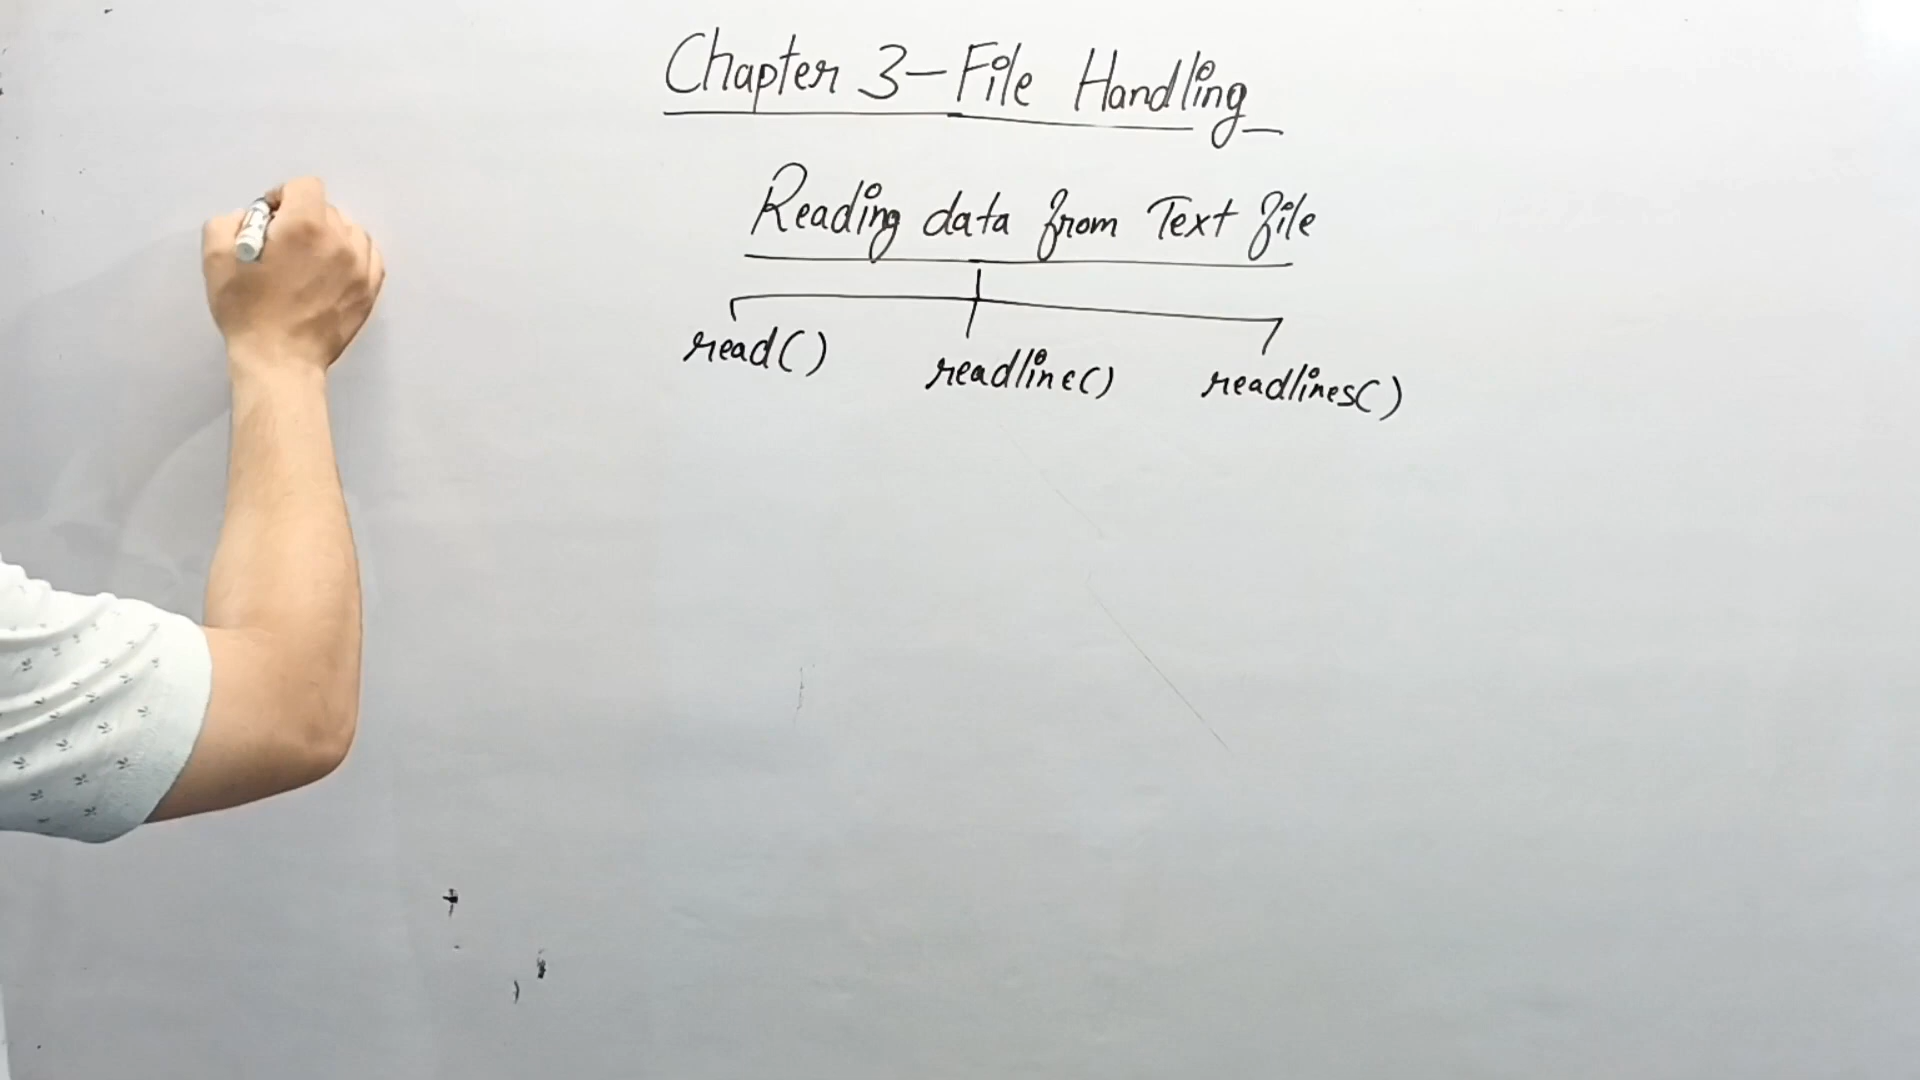 Chapter 3-File Handling
Reading data from Text file
read() readline() readlines()